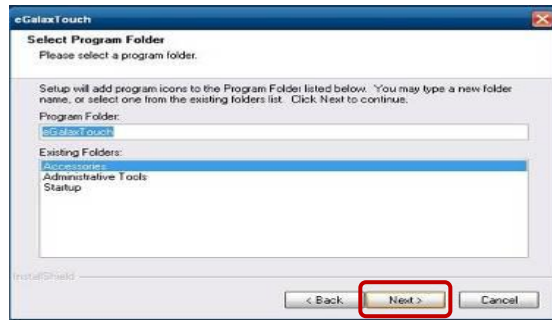 eGalaxTouch
Select Program Folder
Please select a program folder.
Setup will add program icons to the Program Folder listed below. You may type a new folder
name, or select one from the existing folders list. Click Next to continue.
Program Folder:
eGalaxTouch
Existing Folders:
Accessories
Administrative Tools
Startup
InstallShield
< Back
Next >
Cancel